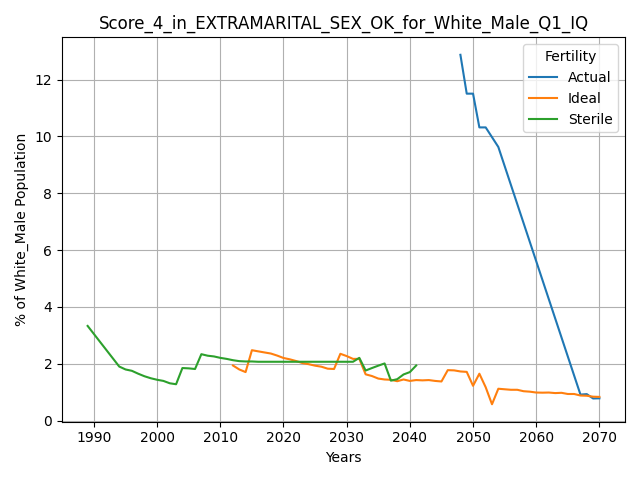 Score_4_in_EXTRAMARITAL_SEX_OK_for_White_Male_Q1_IQ
Fertility
Actual
Ideal
Sterile
% of White_Male Population
12
10
8
6
4
2
0
1990 2000 2010 2020 2030 2040 2050 2060 2070
Years